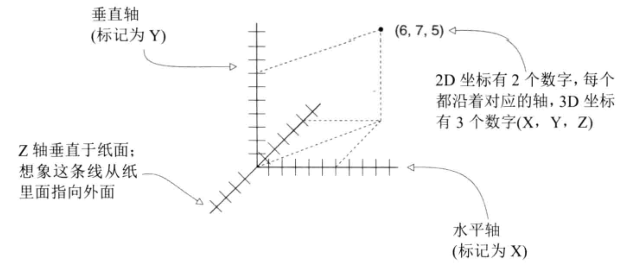 垂直轴
(标记为 Y)
(6, 7, 5)
2D 坐标有 2 个数字，每个
都沿着对应的轴，3D 坐标
有 3 个数字(X，Y，Z)
Z 轴垂直于纸面；
想象这条线从纸
里面指向外面
水平轴
(标记为 X)